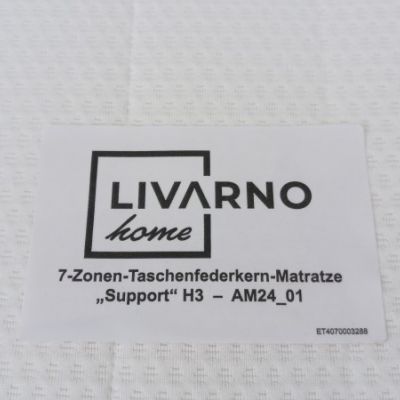 LIVARNO
home
7-Zonen-Taschenfederkern-Matratze
„Support“ H3 – AM24_01
ET4070003288